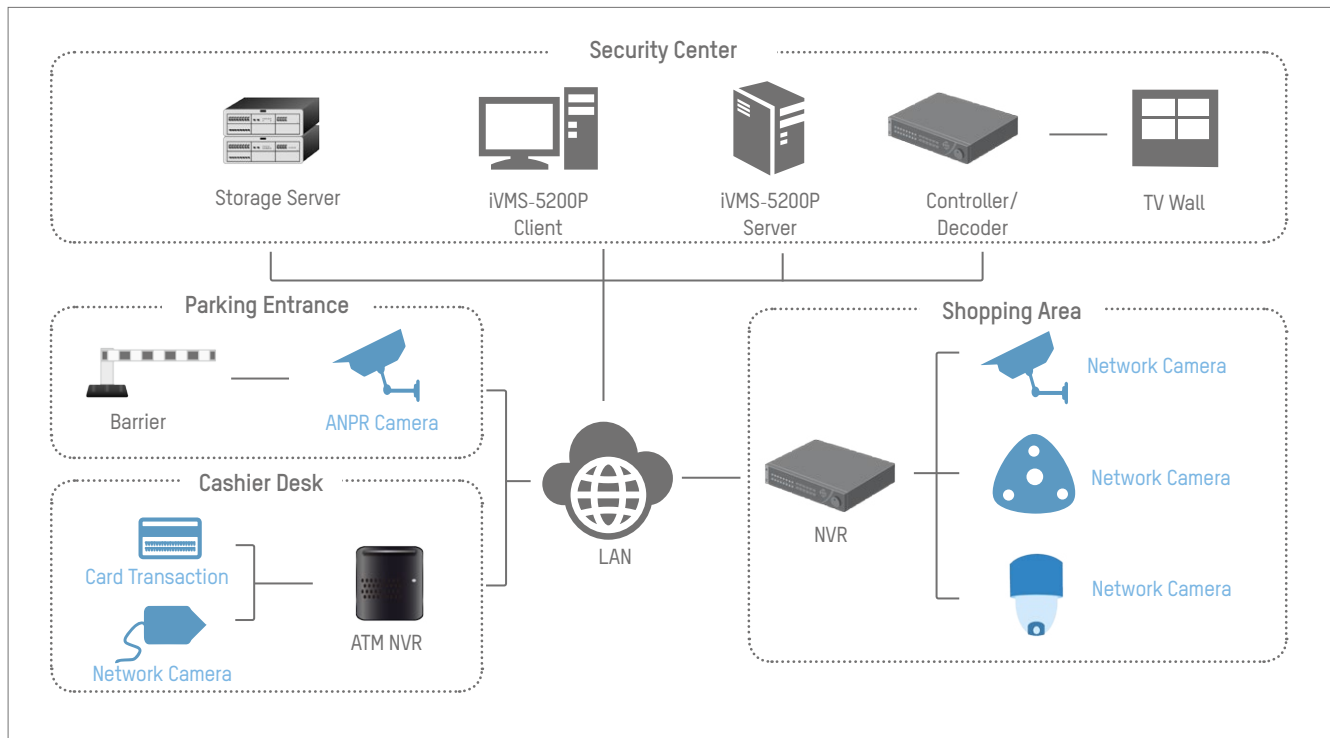 Security Center
Storage Server
iVMS-5200P
Client
iVMS-5200P
Server
Controller/
Decoder
TV Wall
Parking Entrance
Barrier
ANPR Camera
Cashier Desk
Card Transaction
Network Camera
ATM NVR
LAN
Shopping Area
NVR
Network Camera
Network Camera
Network Camera